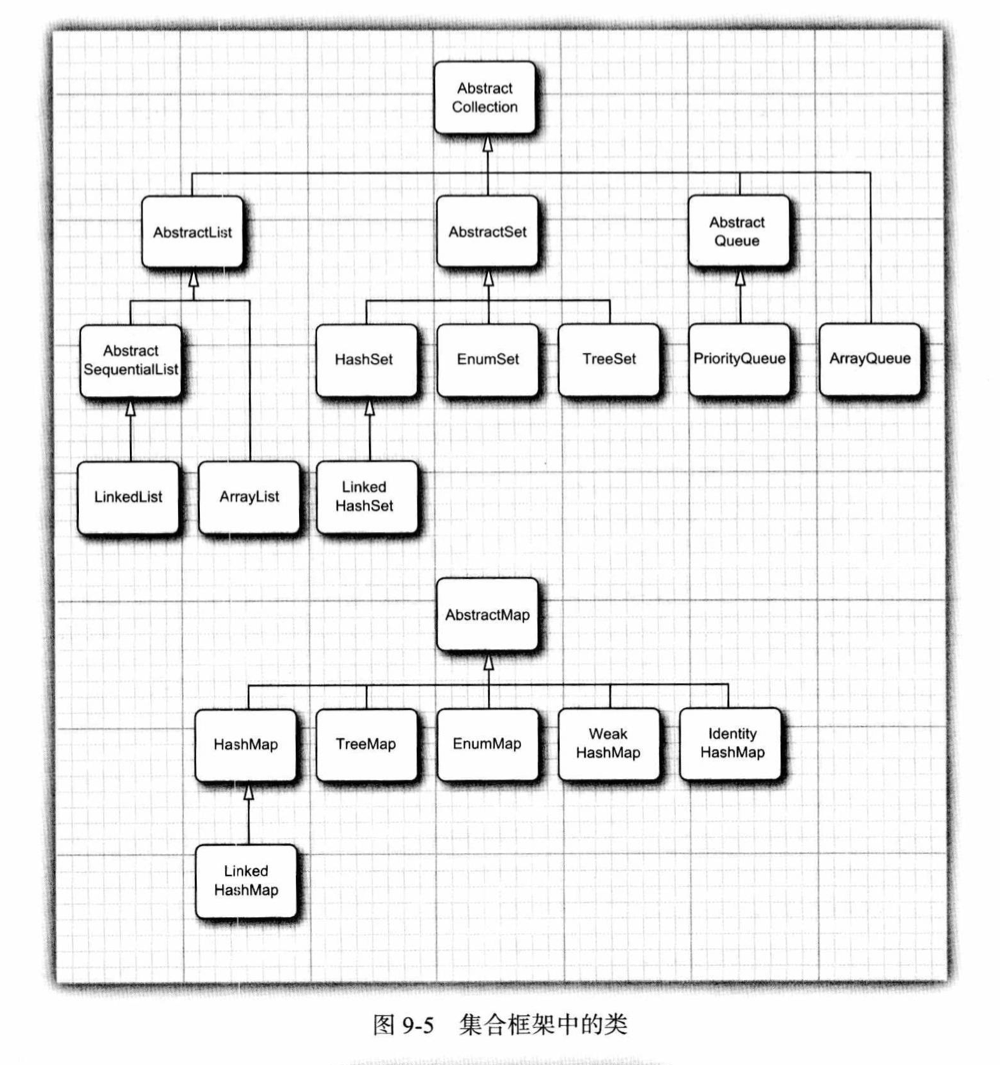 Abstract
Collection
AbstractList
AbstractSet
Abstract
Queue
Abstract
SequentialList
HashSet
EnumSet
TreeSet
PriorityQueue
ArrayQueue
LinkedList
ArrayList
Linked
HashSet
AbstractMap
HashMap
TreeMap
EnumMap
Weak
HashMap
Identity
HashMap
Linked
HashMap
图 9-5 集合框架中的类